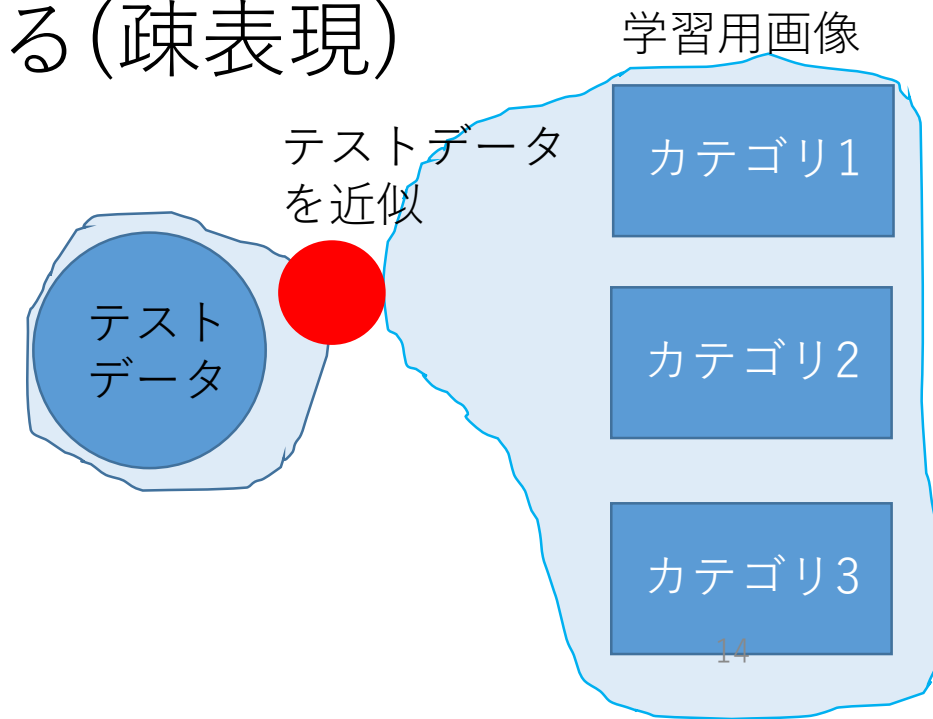 る(疎表現)
学習用画像
テストデータ
を近似
カテゴリ1
テスト
データ
カテゴリ2
カテゴリ3
14